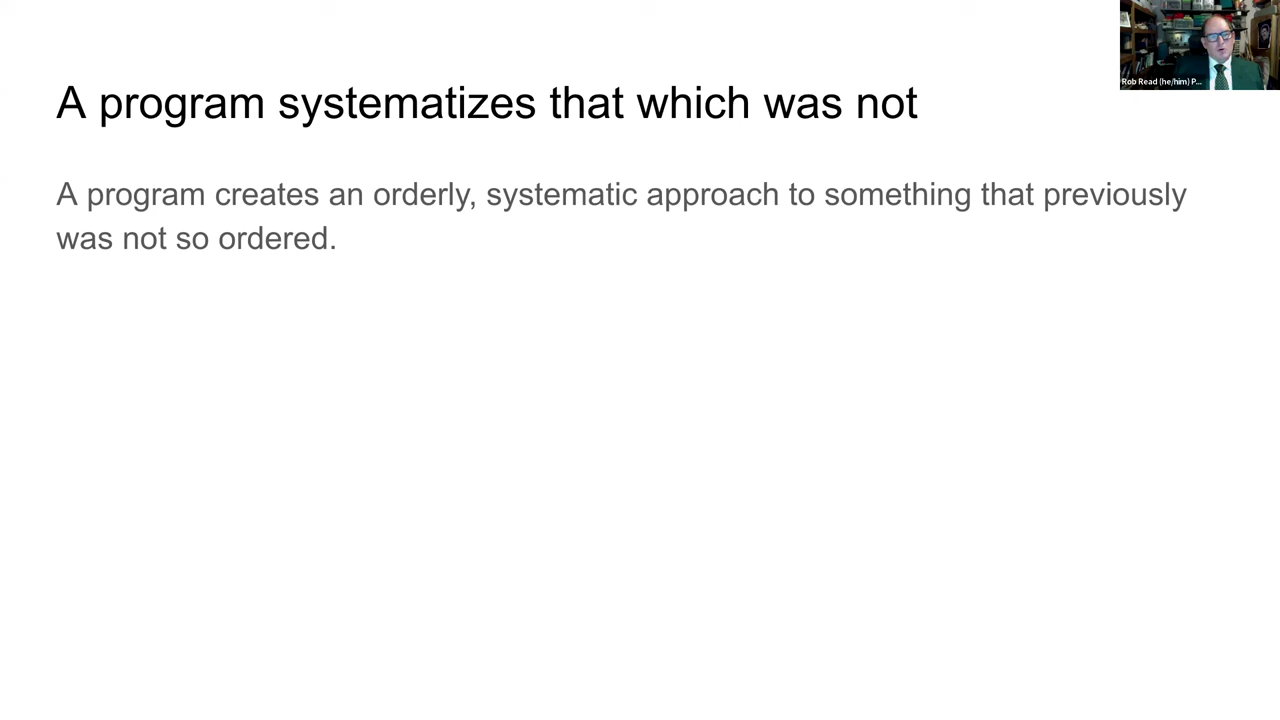 A program systematizes that which was not
A program creates an orderly, systematic approach to something that previously
was not so ordered.
Rob Read (he/him) P...